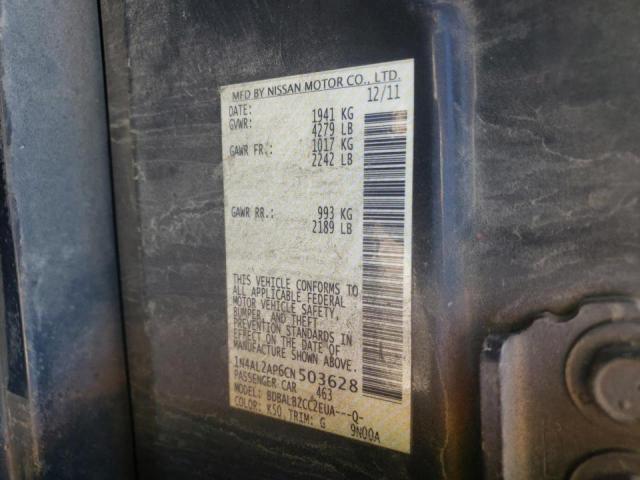 MFD BY NISSAN MOTOR CO., LTD.
DATE: 12/11
GVWR: 1941 KG
4279 LB
GAWR FR.: 1017 KG
2242 LB
GAWR RR.: 993 KG
2189 LB
THIS VEHICLE CONFORMS TO
ALL APPLICABLE FEDERAL
MOTOR VEHICLE SAFETY,
BUMPER, AND THEFT
PREVENTION STANDARDS IN
EFFECT ON THE DATE OF
MANUFACTURE SHOWN ABOVE.
1N4AL2AP6CN503628
PASSENGER CAR 463
MODEL: BDBALBZCC2EUA---Q-
COLOR: K50 TRIM: G 9N00A